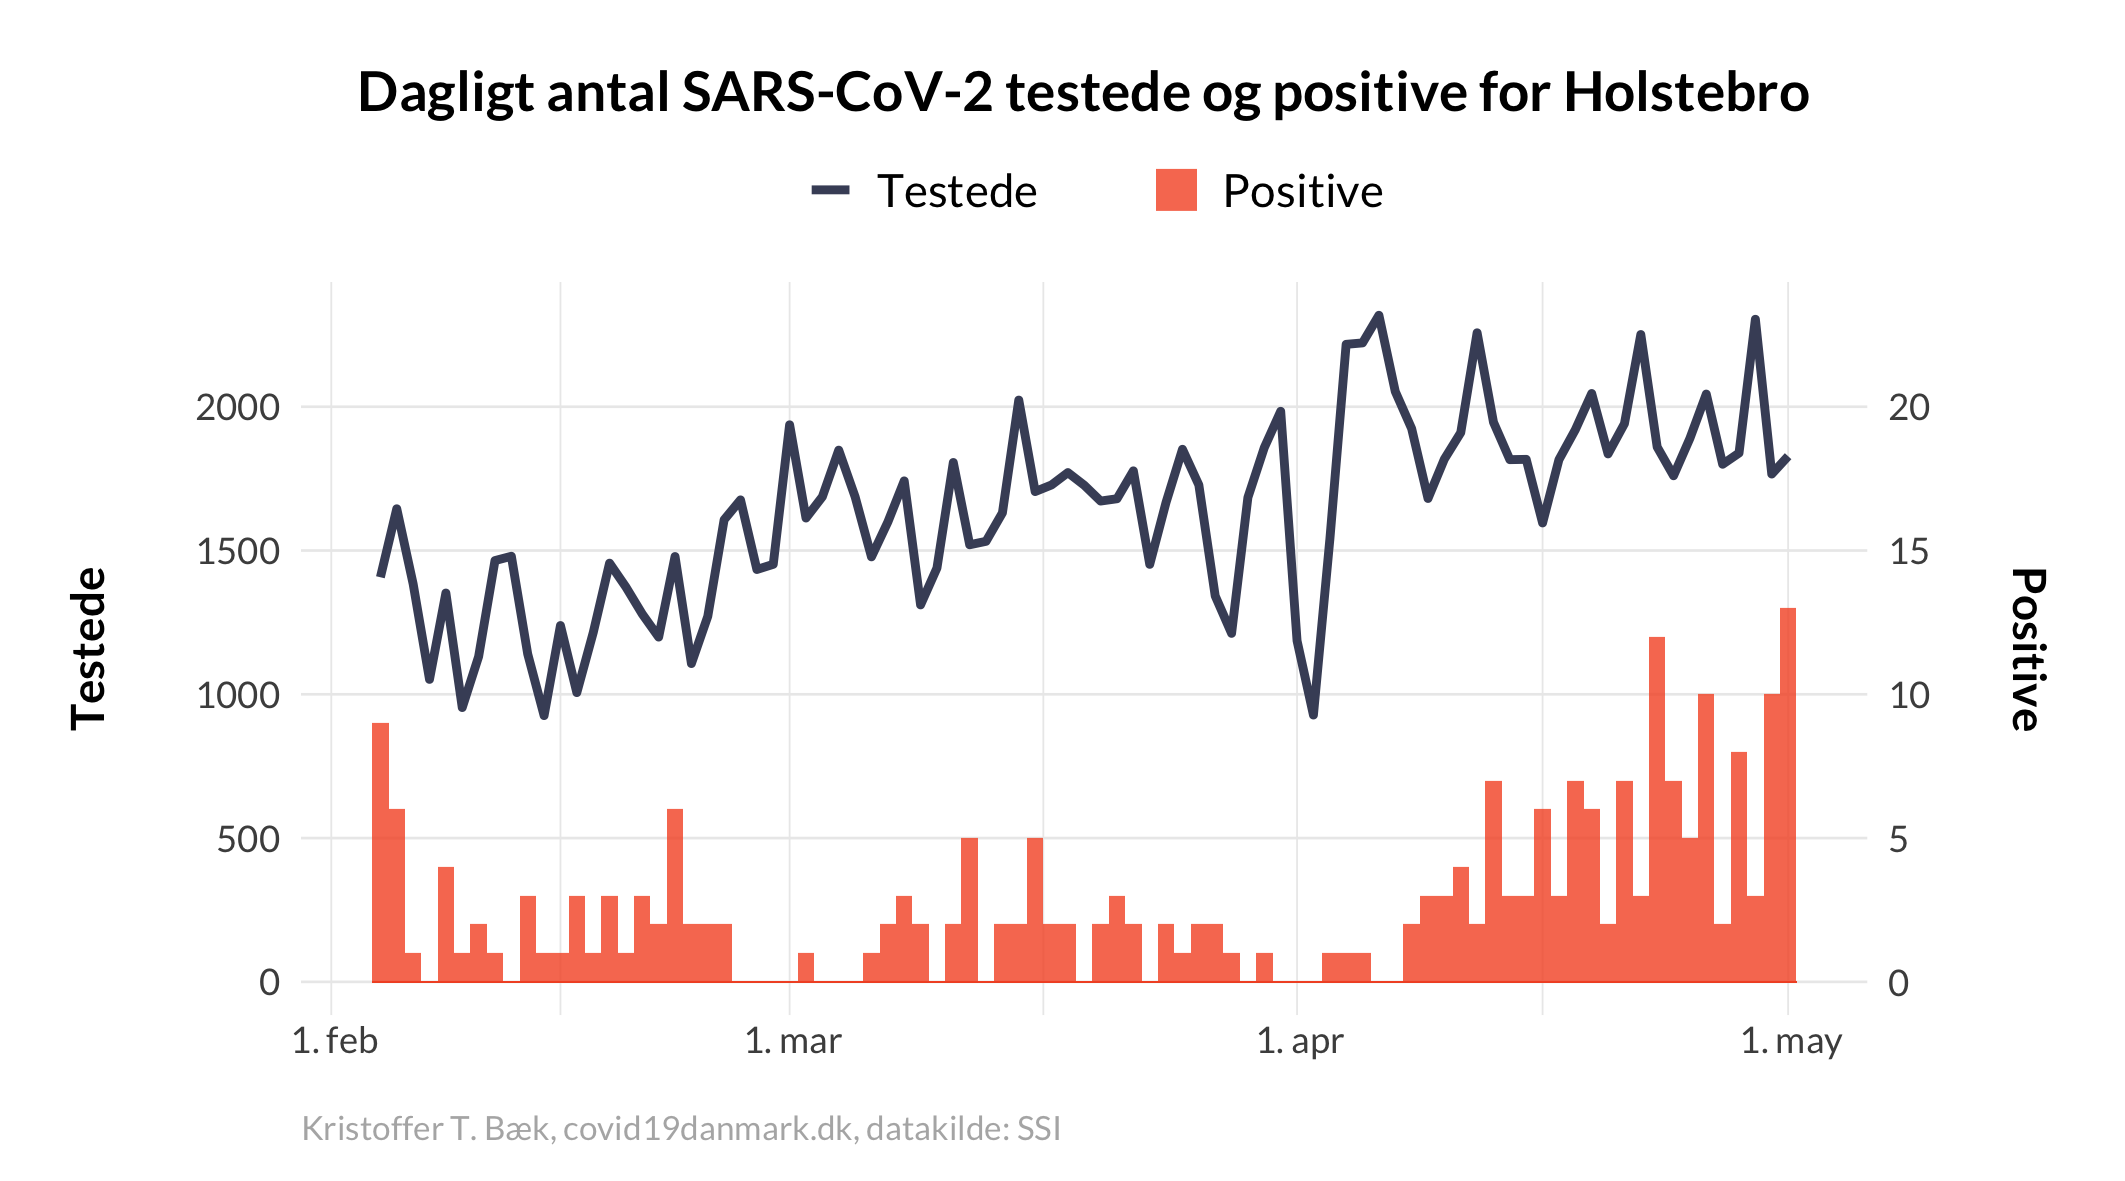 Dagligt antal SARS-CoV-2 testede og positive for Holstebro
Testede
Positive
2000
1500
1000
500
0
Testede
20
15
10
5
0
Positive
1. feb
1. mar
1. apr
1. may
Kristoffer T. Bæk, covid19danmark.dk, datakilde: SSI